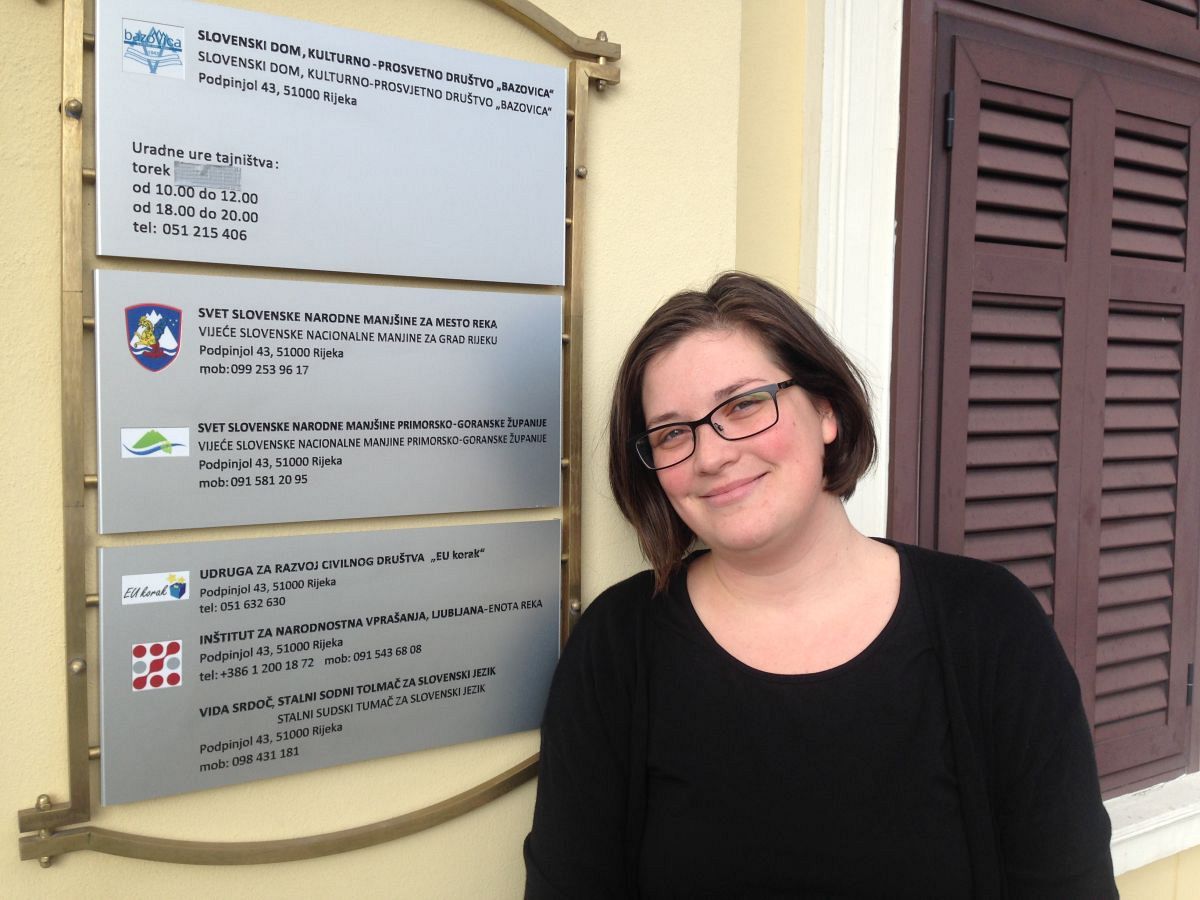 bazovica
SLOVENSKI DOM, KULTURNO-PROSVETNO DRUŠTVO „BAZOVICA“
SLOVENSKI DOM, KULTURNO-PROSVJETNO DRUŠTVO „BAZOVICA“
Podpinjol 43, 51000 Rijeka
Uradne ure tajništva:
torek
od 10.00 do 12.00
od 18.00 do 20.00
tel: 051 215 406
SVET SLOVENSKE NARODNE MANJŠINE ZA MESTO REKA
VIJEĆE SLOVENSKE NACIONALNE MANJINE ZA GRAD RIJEKU
Podpinjol 43, 51000 Rijeka
mob: 099 253 96 17
SVET SLOVENSKE NARODNE MANJŠINE PRIMORSKO-GORANSKE ŽUPANIJE
VIJEĆE SLOVENSKE NACIONALNE MANJINE PRIMORSKO-GORANSKE ŽUPANIJE
Podpinjol 43, 51000 Rijeka
mob: 091 581 20 95
EU korak
UDRUGA ZA RAZVOJ CIVILNOG DRUŠTVA „EU korak“
Podpinjol 43, 51000 Rijeka
tel: 051 632 630
INŠTITUT ZA NARODNOSTNA VPRAŠANJA, LJUBLJANA-ENOTA REKA
Podpinjol 43, 51000 Rijeka
tel: +386 1 200 18 72 mob: 091 543 68 08
VIDA SRDOČ, STALNI SODNI TOLMAČ ZA SLOVENSKI JEZIK
STALNI SUDSKI TUMAČ ZA SLOVENSKI JEZIK
Podpinjol 43, 51000 Rijeka
mob: 098 431 181